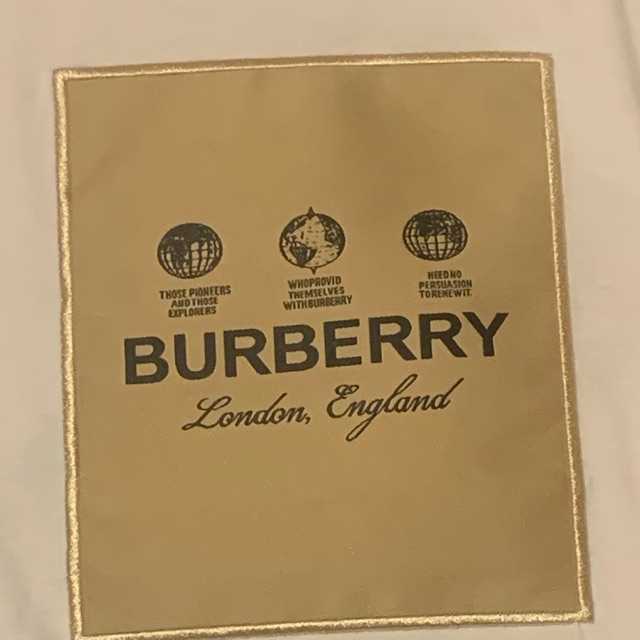 THOSE PIONEERS
AND THOSE
EXPLORERS
WHOPROVID
THEMSELVES
WITHBURBERRY
NEED NO
PERSUASION
TORENEWIT.
BURBERRY
London, England